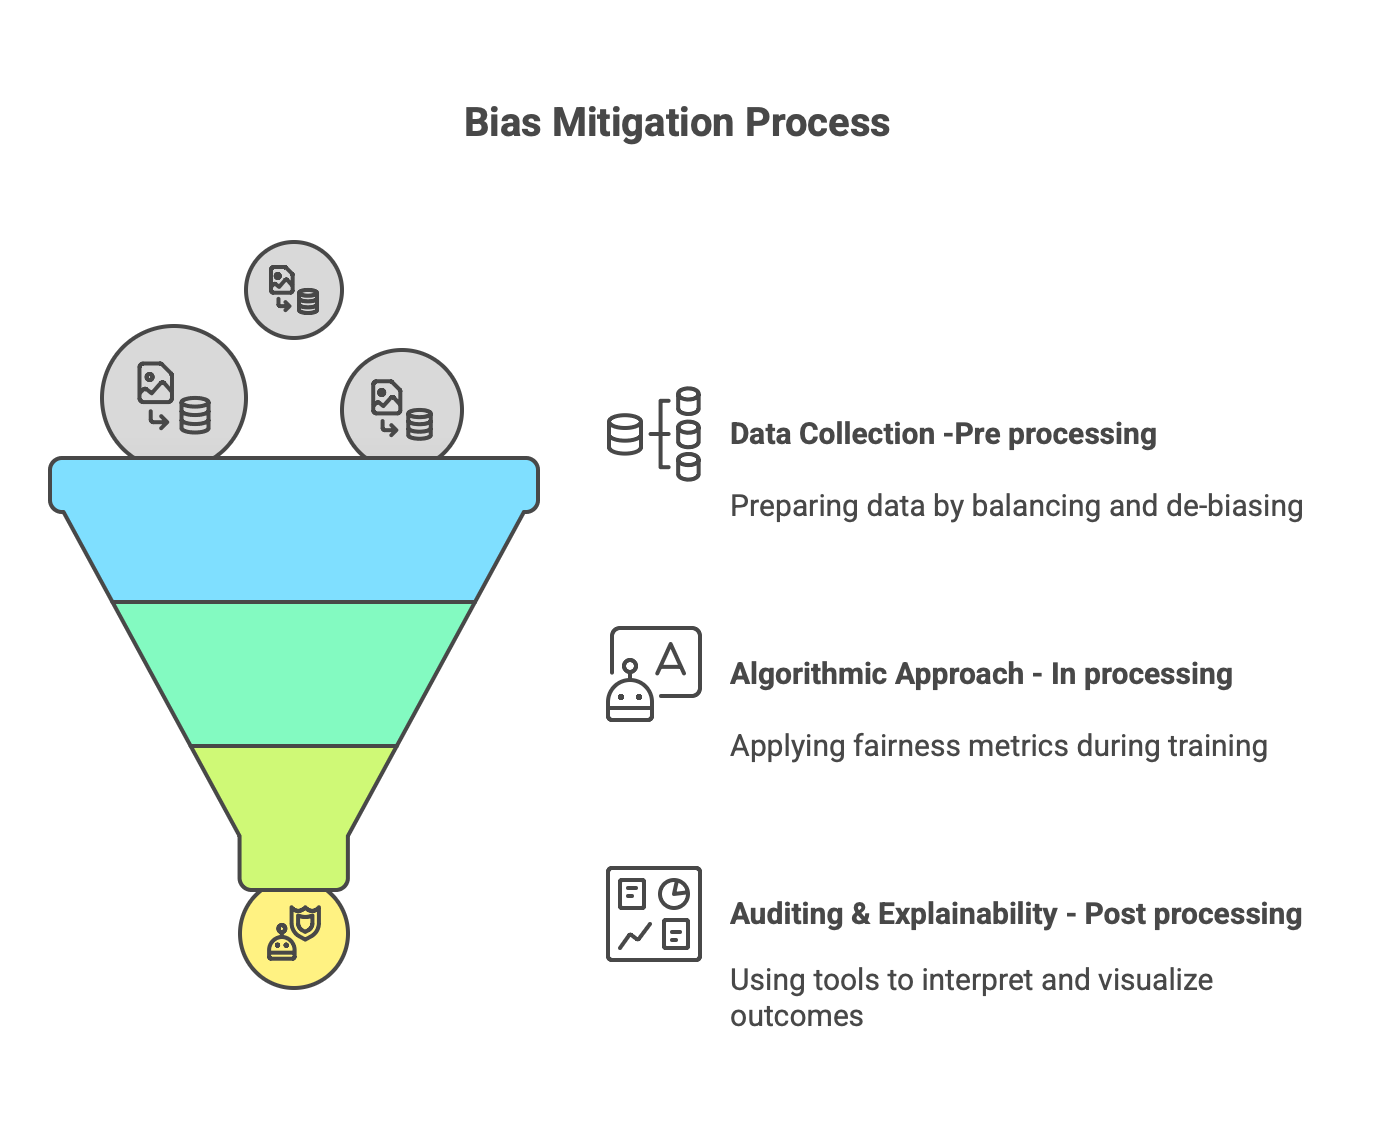 Bias Mitigation Process
Data Collection -Pre processing
Preparing data by balancing and de-biasing
A
Algorithmic Approach - In processing
Applying fairness metrics during training
Auditing & Explainability - Post processing
Using tools to interpret and visualize
outcomes